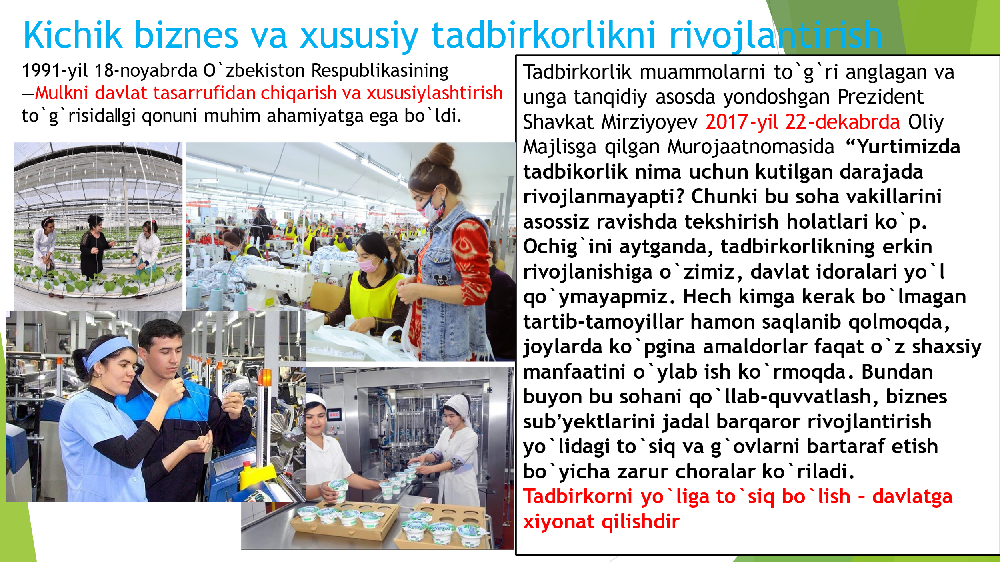 Kichik biznes va xususiy tadbirkorlikni rivojlantirish
1991-yil 18-noyabrda O`zbekiston Respublikasining
―Mulkni davlat tasarrufidan chiqarish va xususiylashtirish
to`g`risida‖gi qonuni muhim ahamiyatga ega bo`ldi.
Tadbirkorlik muammolarni to`g`ri anglagan va
unga tanqidiy asosda yondoshgan Prezident
Shavkat Mirziyoyev 2017-yil 22-dekabrda Oliy
Majlisga qilgan Murojaatnomasida “Yurtimizda
tadbikorlik nima uchun kutilgan darajada
rivojlanmayapti? Chunki bu soha vakillarini
asossiz ravishda tekshirish holatlari ko`p.
Ochig`ini aytganda, tadbirkorlikning erkin
rivojlanishiga o`zimiz, davlat idoralari yo`l
qo`ymayapmiz. Hech kimga kerak bo`lmagan
tartib-tamoyillar hamon saqlanib qolmoqda,
joylarda ko`pgina amaldorlar faqat o`z shaxsiy
manfaatini o`ylab ish ko`rmoqda. Bundan
buyon bu sohani qo`llab-quvvatlash, biznes
sub’yektlarini jadal barqaror rivojlantirish
yo`lidagi to`siq va g`ovlarni bartaraf etish
bo`yicha zarur choralar ko`riladi.
Tadbirkorni yo`liga to`siq bo`lish – davlatga
xiyonat qilishdir